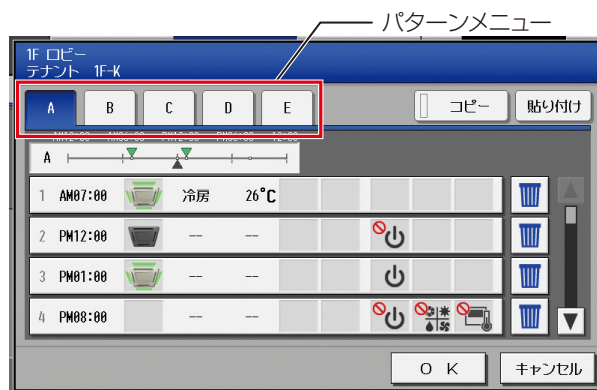 パターンメニュー
1F ロビー
テナント 1F-K
A B C D E コピー 貼り付け
A
1 AM07:00 冷房 26℃
2 PM12:00 -- --
3 PM01:00 -- --
4 PM08:00 -- --
O K キャンセル